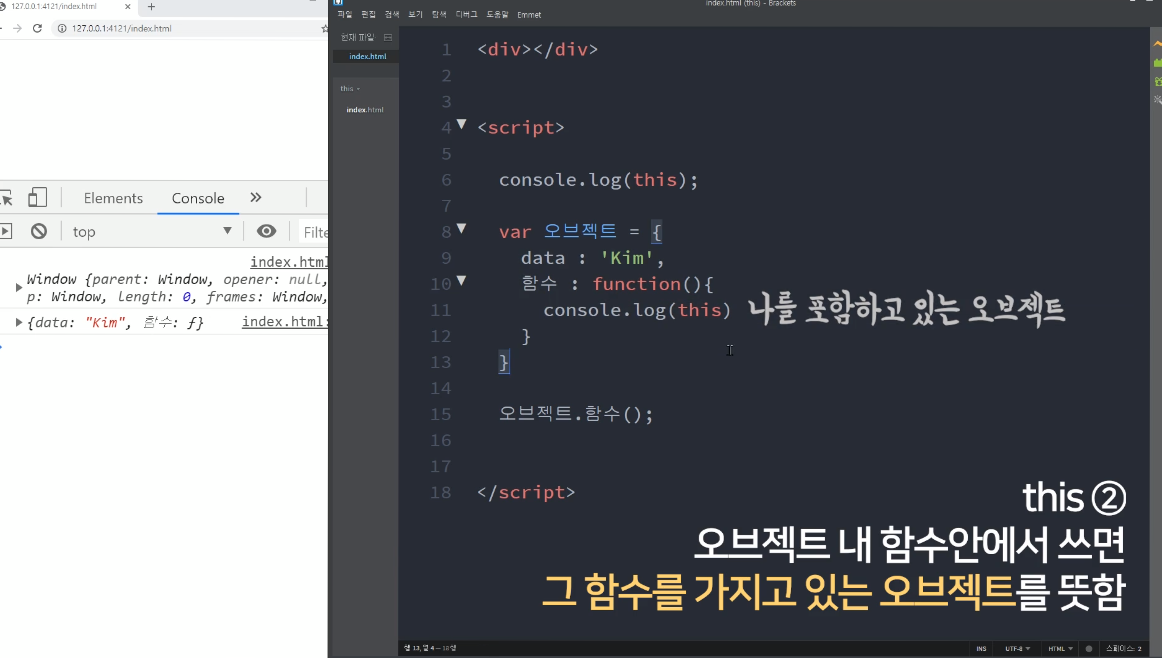 127.0.0.1:4121/index.html
127.0.0.1:4121/index.html
Elements Console
top Filte
index.html
Window {parent: Window, opener: null,
p: Window, length: 0, frames: Window,
{data: "Kim", 함수: ƒ} index.html:
index.html (this) - Brackets
파일 편집 검색 보기 탐색 디버그 도움말 Emmet
현재 파일
index.html
this
index.html
1 <div></div>
2
3
4 <script>
5
6 console.log(this);
7
8 var 오브젝트 = {
9 data : 'Kim',
10 함수 : function(){
11 console.log(this) 나를 포함하고 있는 오브젝트
12 }
13 }
14
15 오브젝트.함수();
16
17
18 </script>
this ②
오브젝트 내 함수안에서 쓰면
그 함수를 가지고 있는 오브젝트를 뜻함
행 13, 열 4 — 18 행 INS UTF-8 HTML 스페이스: 2